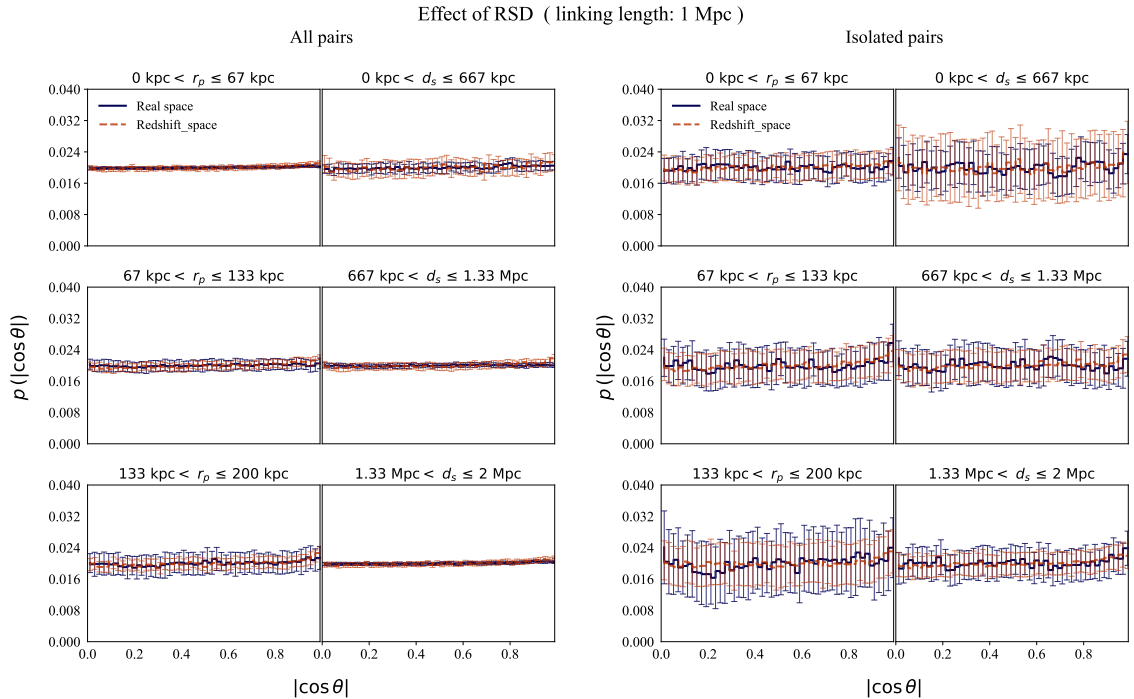 Effect of RSD ( linking length: 1 Mpc )
All pairs
Isolated pairs
0 kpc < r_p ≤ 67 kpc
0 kpc < d_s ≤ 667 kpc
0 kpc < r_p ≤ 67 kpc
0 kpc < d_s ≤ 667 kpc
0.040
0.032
0.024
0.016
0.008
0.000
Real space
Redshift_space
0.040
0.032
0.024
0.016
0.008
0.000
Real space
Redshift_space
67 kpc < r_p ≤ 133 kpc
667 kpc < d_s ≤ 1.33 Mpc
67 kpc < r_p ≤ 133 kpc
667 kpc < d_s ≤ 1.33 Mpc
p (|cos θ|)
0.040
0.032
0.024
0.016
0.008
0.000
p (|cos θ|)
0.040
0.032
0.024
0.016
0.008
0.000
133 kpc < r_p ≤ 200 kpc
1.33 Mpc < d_s ≤ 2 Mpc
133 kpc < r_p ≤ 200 kpc
1.33 Mpc < d_s ≤ 2 Mpc
0.040
0.032
0.024
0.016
0.008
0.000
0.040
0.032
0.024
0.016
0.008
0.000
0.0 0.2 0.4 0.6 0.8 0.0 0.2 0.4 0.6 0.8
0.0 0.2 0.4 0.6 0.8 0.0 0.2 0.4 0.6 0.8
|cos θ|
|cos θ|